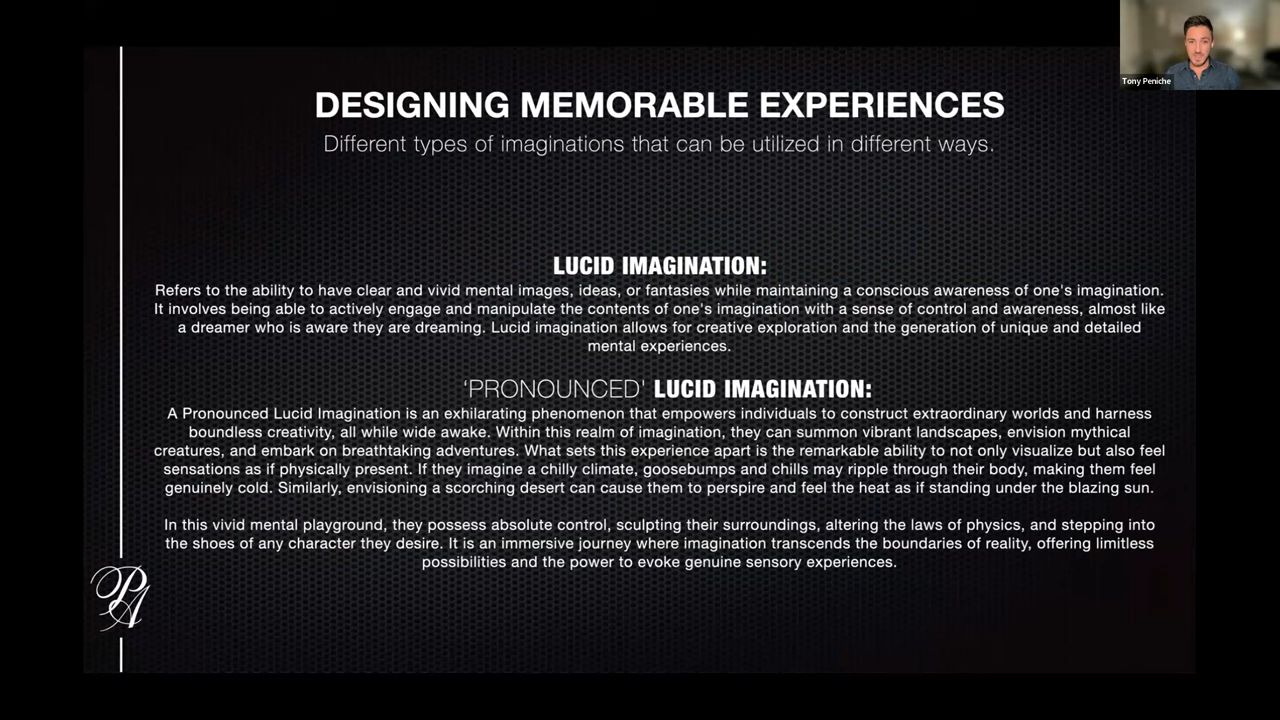 Tony Peniche
DESIGNING MEMORABLE EXPERIENCES
Different types of imaginations that can be utilized in different ways.
LUCID IMAGINATION:
Refers to the ability to have clear and vivid mental images, ideas, or fantasies while maintaining a conscious awareness of one's imagination.
It involves being able to actively engage and manipulate the contents of one's imagination with a sense of control and awareness, almost like
a dreamer who is aware they are dreaming. Lucid imagination allows for creative exploration and the generation of unique and detailed
mental experiences.
‘PRONOUNCED’ LUCID IMAGINATION:
A Pronounced Lucid Imagination is an exhilarating phenomenon that empowers individuals to construct extraordinary worlds and harness
boundless creativity, all while wide awake. Within this realm of imagination, they can summon vibrant landscapes, envision mythical
creatures, and embark on breathtaking adventures. What sets this experience apart is the remarkable ability to not only visualize but also feel
sensations as if physically present. If they imagine a chilly climate, goosebumps and chills may ripple through their body, making them feel
genuinely cold. Similarly, envisioning a scorching desert can cause them to perspire and feel the heat as if standing under the blazing sun.
In this vivid mental playground, they possess absolute control, sculpting their surroundings, altering the laws of physics, and stepping into
the shoes of any character they desire. It is an immersive journey where imagination transcends the boundaries of reality, offering limitless
possibilities and the power to evoke genuine sensory experiences.
PA